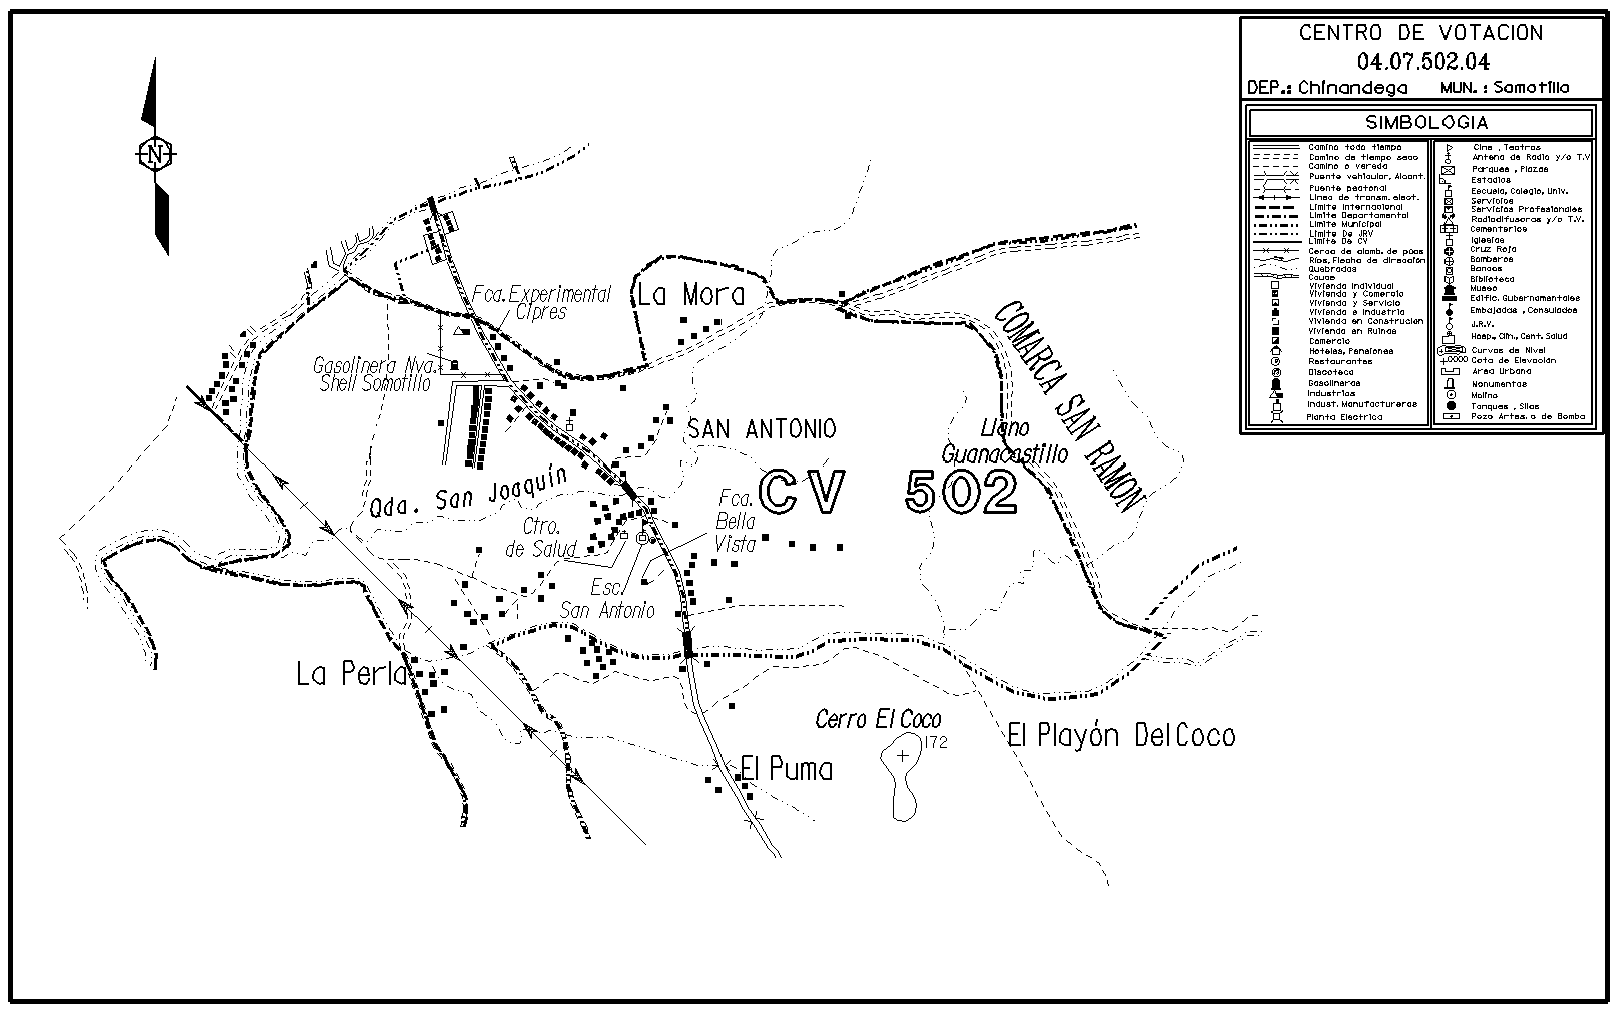 CENTRO DE VOTACION
04.07.502.04
DEP.: Chinandega MUN.: Somotillo
SIMBOLOGIA
Camino todo tiempo
Camino de tiempo seco
Camino o vereda
Puente vehicular, Alcant.
Puente peatonal
Linea de transm. elect.
Limite Internacional
Limite Departamental
Limite Municipal
Limite De JRV
Limite De CV
Cerca de alamb. de púas
Ríos, Flecha de dirección
Quebradas
Cauce
Vivienda Individual
Vivienda y Comercio
Vivienda y Servicio
Vivienda e Industria
Vivienda en Construcion
Vivienda en Ruinas
Comercio
Hoteles, Pensiones
Restaurantes
Discoteca
Gasolineras
Industrias
Indust. Manufactureras
Planta Electrica
Cine, Teatros
Antena de Radio y/o T.V
Parques, Plazas
Estadios
Escuela, Colegio, Univ.
Servicios
Servicios Profesionales
Radiodifusoras y/o T.V.
Cementerios
Iglesias
Cruz Roja
Bomberos
Bancos
Biblioteca
Museo
Edific. Gubernamentales
Embajadas, Consulados
J.R.V.
Hosp., Clin., Cent. Salud
Curvas de Nivel
Cota de Elevación
Area Urbana
Monumentos
Molino
Tanques, Silos
Pozo Artes. o de Bomba
N
Fca. Experimental
Cipres
La Mora
Gasolinera Nva.
Shell Somotillo
COMARCA SAN RAMON
SAN ANTONIO
Llano
Guanacastillo
CV 502
Qda. San Joaquín
Fca.
Bella
Vista
Ctro.
de Salud
Esc.
San Antonio
La Perla
Cerro El Coco
172
El Playón Del Coco
El Puma